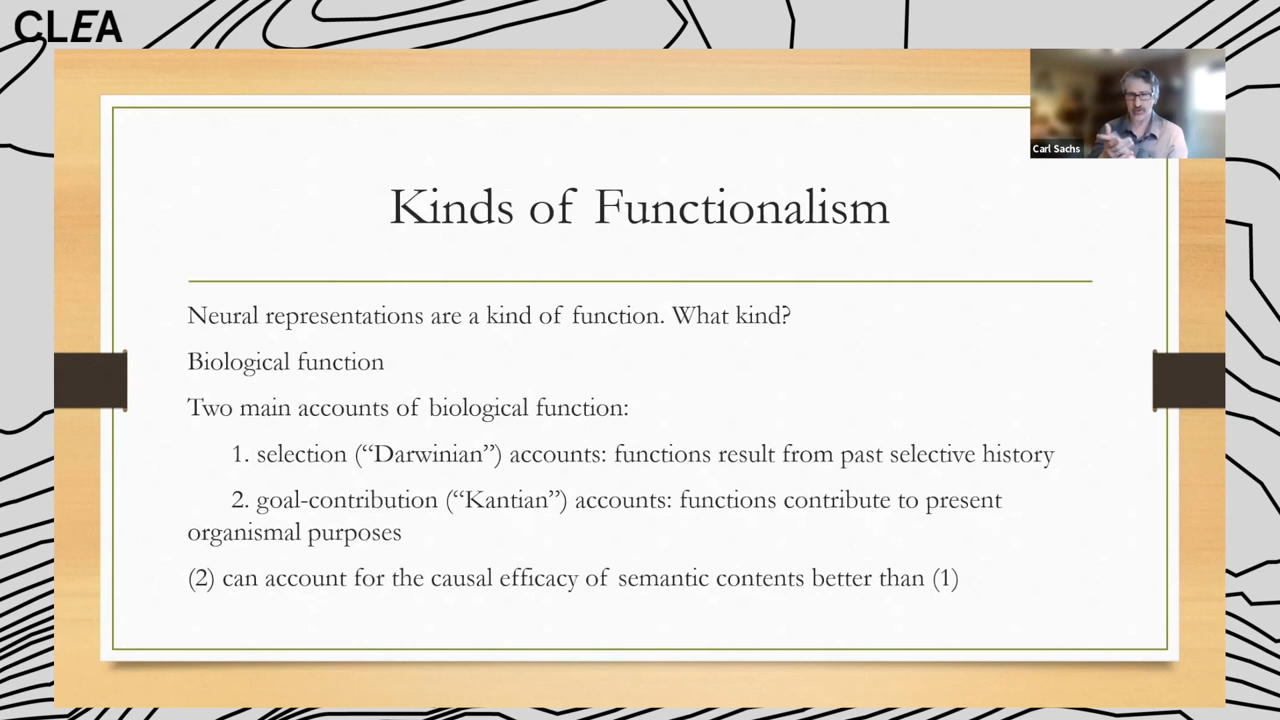 CLEA
Carl Sachs
Kinds of Functionalism
Neural representations are a kind of function. What kind?
Biological function
Two main accounts of biological function:
1. selection (“Darwinian”) accounts: functions result from past selective history
2. goal-contribution (“Kantian”) accounts: functions contribute to present
organismal purposes
(2) can account for the causal efficacy of semantic contents better than (1)